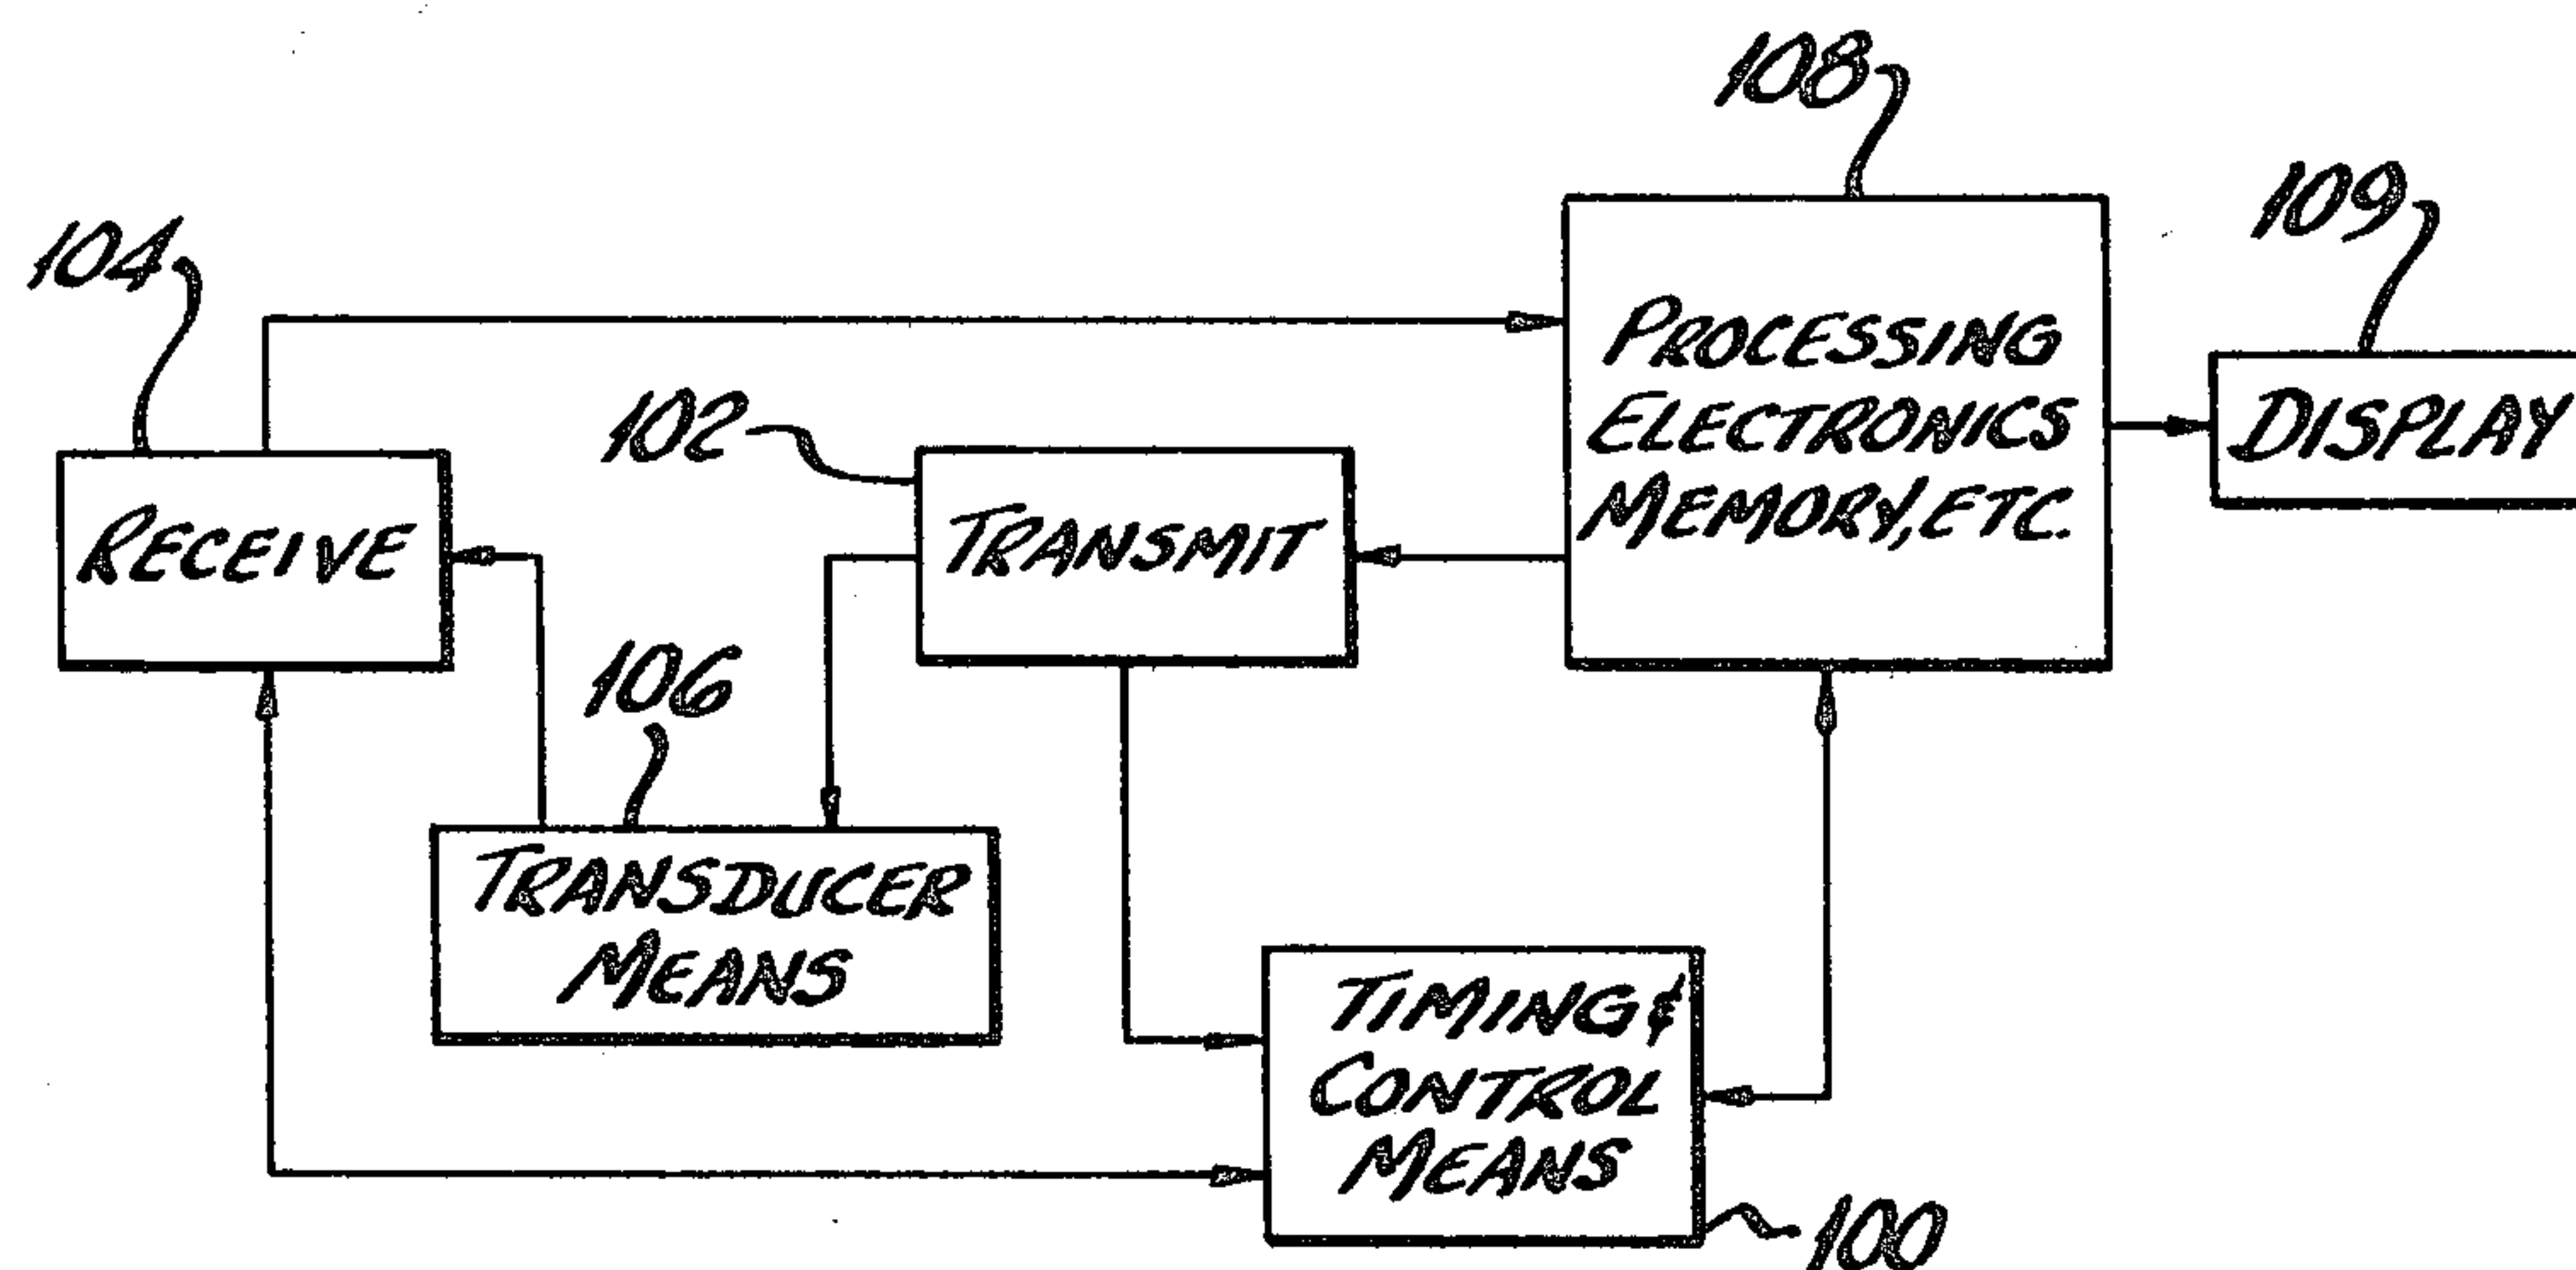 108
109
104
PROCESSING
ELECTRONICS
MEMORY, ETC.
DISPLAY
102
RECEIVE
TRANSMIT
106
TRANSDUCER
MEANS
TIMING &
CONTROL
MEANS
100